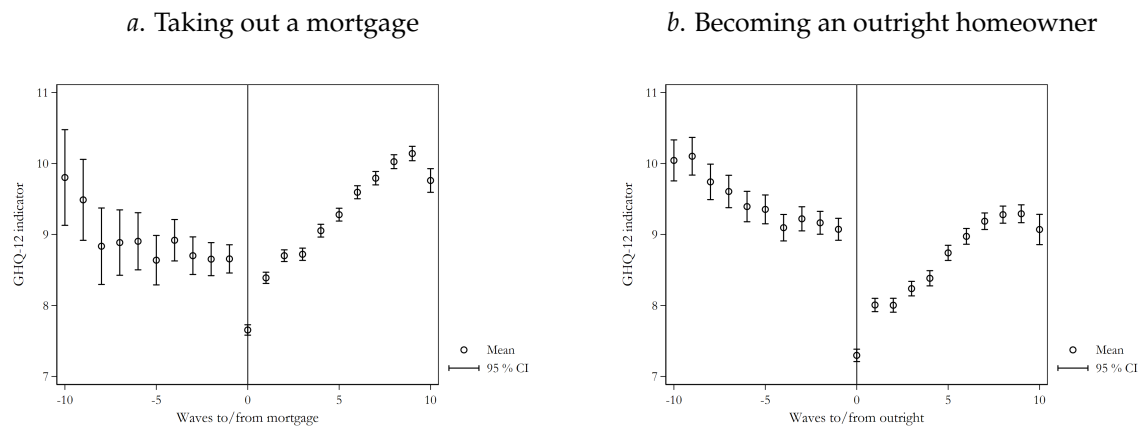 a. Taking out a mortgage
11
10
9
8
7
GHQ-12 indicator
-10 -5 0 5 10
Waves to/from mortgage
Mean
95 % CI
b. Becoming an outright homeowner
11
10
9
8
7
GHQ-12 indicator
-10 -5 0 5 10
Waves to/from outright
Mean
95 % CI